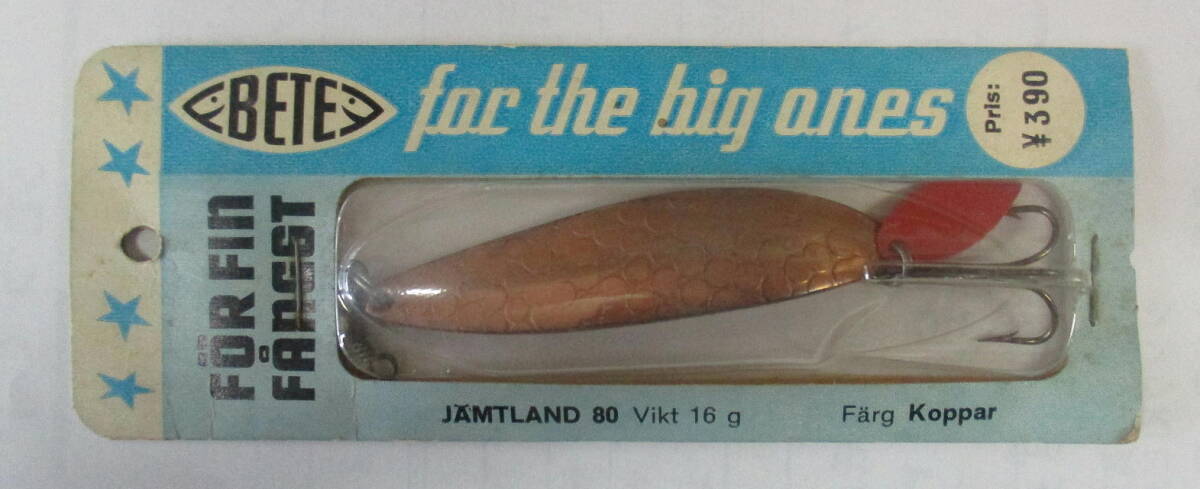 BETE
for the big ones
Pris:
¥390
FÖR FIN
FÅNGST
JÄMTLAND 80 Vikt 16 g
Färg Koppar